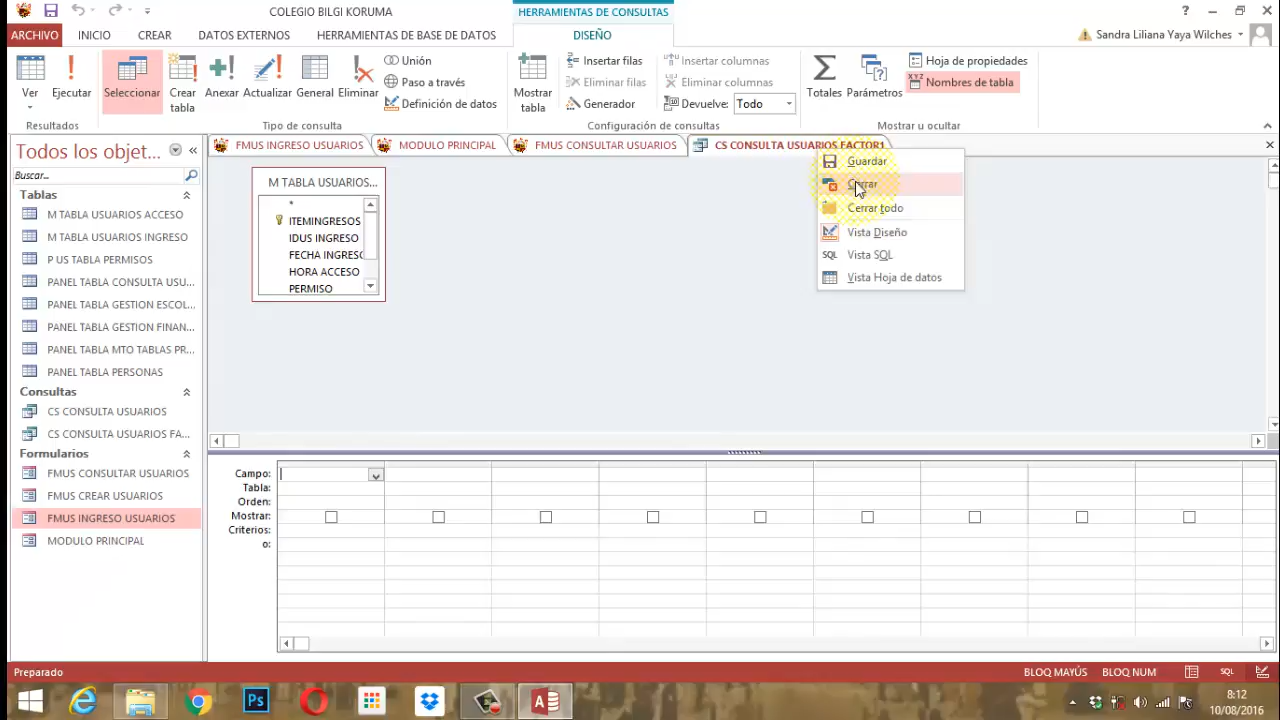 COLEGIO BILGI KORUMA
HERRAMIENTAS DE CONSULTAS
?
ARCHIVO INICIO CREAR DATOS EXTERNOS HERRAMIENTAS DE BASE DE DATOS DISEÑO
Sandra Liliana Yaya Wilches
Ver
Ejecutar
Resultados
Seleccionar
Crear
tabla
Anexar
Actualizar
General
Eliminar
Unión
Paso a través
Definición de datos
Tipo de consulta
Mostrar
tabla
Insertar filas
Eliminar filas
Generador
Insertar columnas
Eliminar columnas
Devuelve: Todo
Configuración de consultas
Totales
Parámetros
Hoja de propiedades
XYZ Nombres de tabla
Mostrar u ocultar
Todos los objet... «
Buscar...
Tablas
M TABLA USUARIOS ACCESO
M TABLA USUARIOS INGRESO
P US TABLA PERMISOS
PANEL TABLA CONSULTA USU...
PANEL TABLA GESTION ESCOL...
PANEL TABLA GESTION FINAN...
PANEL TABLA MTO TABLAS PR...
PANEL TABLA PERSONAS
Consultas
CS CONSULTA USUARIOS
CS CONSULTA USUARIOS FA...
Formularios
FMUS CONSULTAR USUARIOS
FMUS CREAR USUARIOS
FMUS INGRESO USUARIOS
MODULO PRINCIPAL
FMUS INGRESO USUARIOS MODULO PRINCIPAL FMUS CONSULTAR USUARIOS CS CONSULTA USUARIOS FACTOR1
M TABLA USUARIOS...
*
ITEMINGRESOS
IDUS INGRESO
FECHA INGRESO
HORA ACCESO
PERMISO
Guardar
Cerrar
Cerrar todo
Vista Diseño
SQL Vista SQL
Vista Hoja de datos
Campo:
Tabla:
Orden:
Mostrar:
Criterios:
o:
Preparado
BLOQ MAYÚS BLOQ NUM SQL
Ps
8:12
10/08/2016